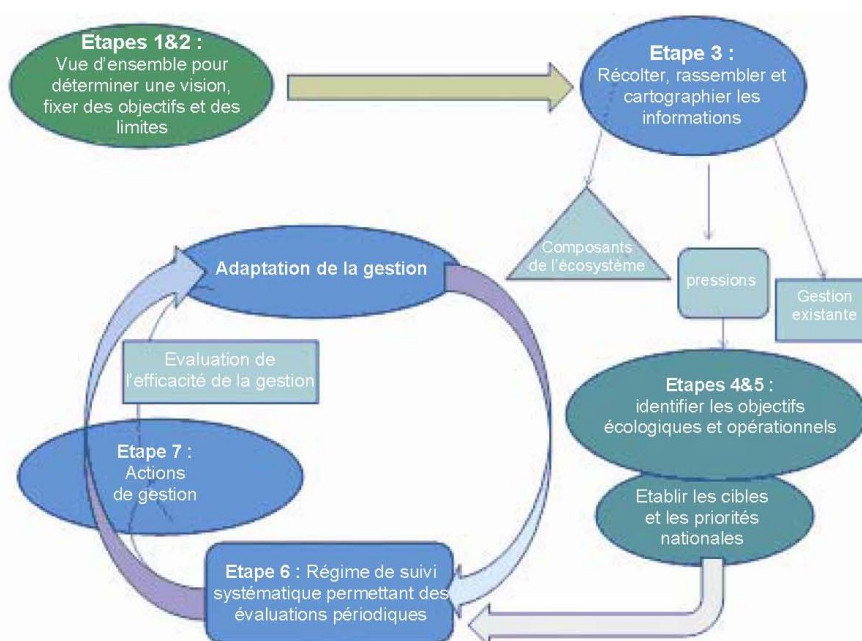 Etapes 1&2 :
Vue d'ensemble pour
déterminer une vision,
fixer des objectifs et des
limites
Etape 3 :
Récolter, rassembler et
cartographier les
informations
Composants
de l'écosystème
pressions
Gestion
existante
Etapes 4&5 :
identifier les objectifs
écologiques et opérationnels
Etablir les cibles
et les priorités
nationales
Etape 6 : Régime de suivi
systématique permettant des
évaluations périodiques
Etape 7 :
Actions
de gestion
Evaluation de
l'efficacité de la gestion
Adaptation de la gestion